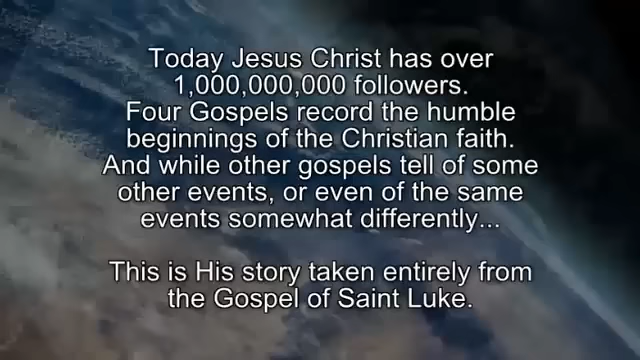 Today Jesus Christ has over
1,000,000,000 followers.
Four Gospels record the humble
beginnings of the Christian faith.
And while other gospels tell of some
other events, or even of the same
events somewhat differently...
This is His story taken entirely from
the Gospel of Saint Luke.